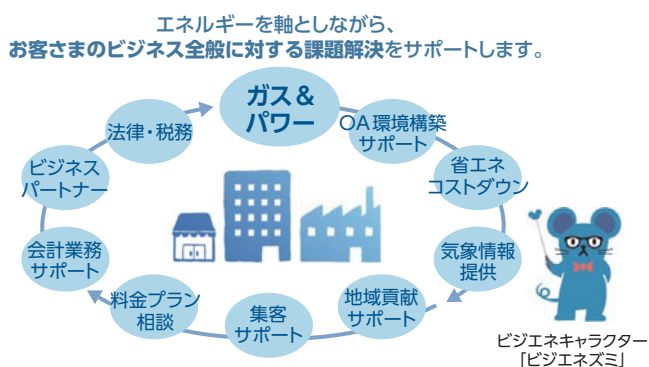 エネルギーを軸としながら、
お客さまのビジネス全般に対する課題解決をサポートします。
ガス&
パワー
OA環境構築
サポート
省エネ
コストダウン
気象情報
提供
地域貢献
サポート
集客
サポート
料金プラン
相談
会計業務
サポート
ビジネス
パートナー
法律・税務
ビジエネキャラクター
「ビジエネズミ」